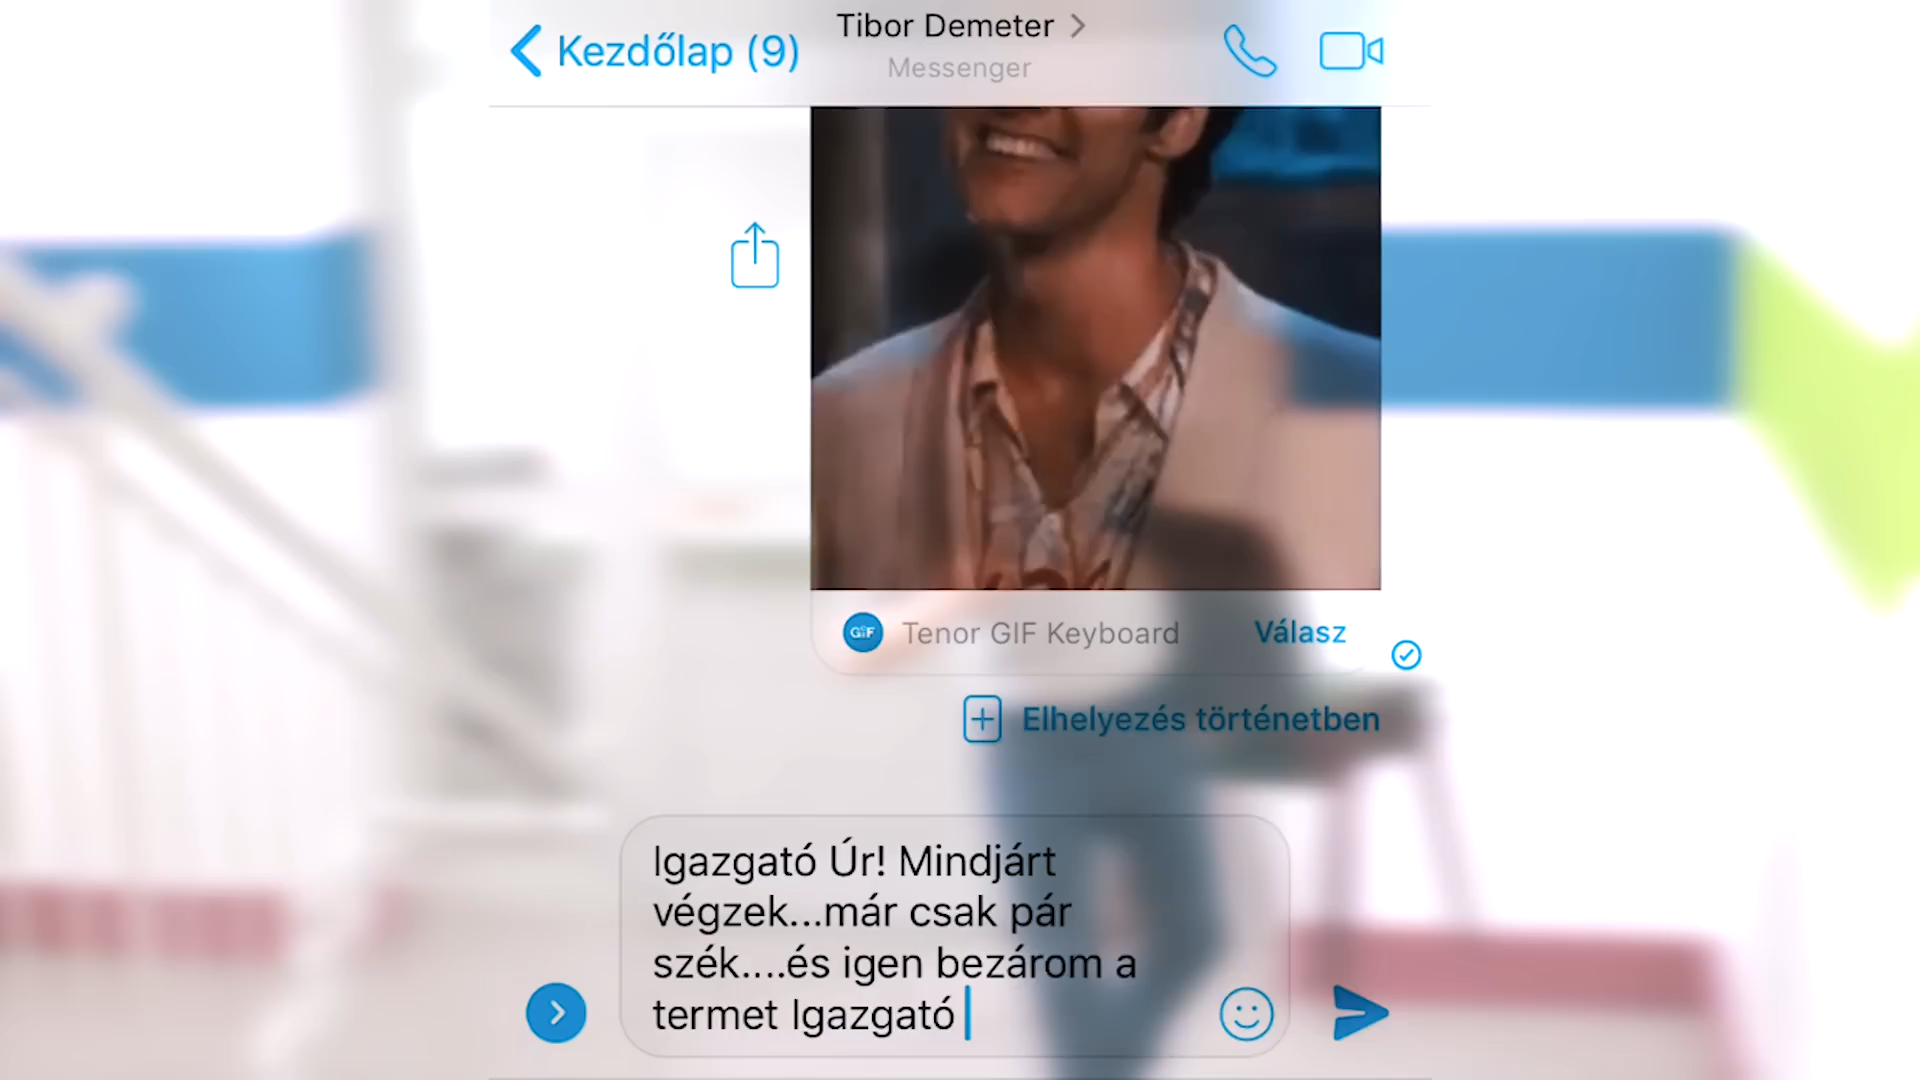 Tibor Demeter
Kezdőlap (9)
Messenger
GIF
Tenor GIF Keyboard
Válasz
Elhelyezés történetben
Igazgató Úr! Mindjárt
végzek...már csak pár
szék....és igen bezárom a
termet Igazgató